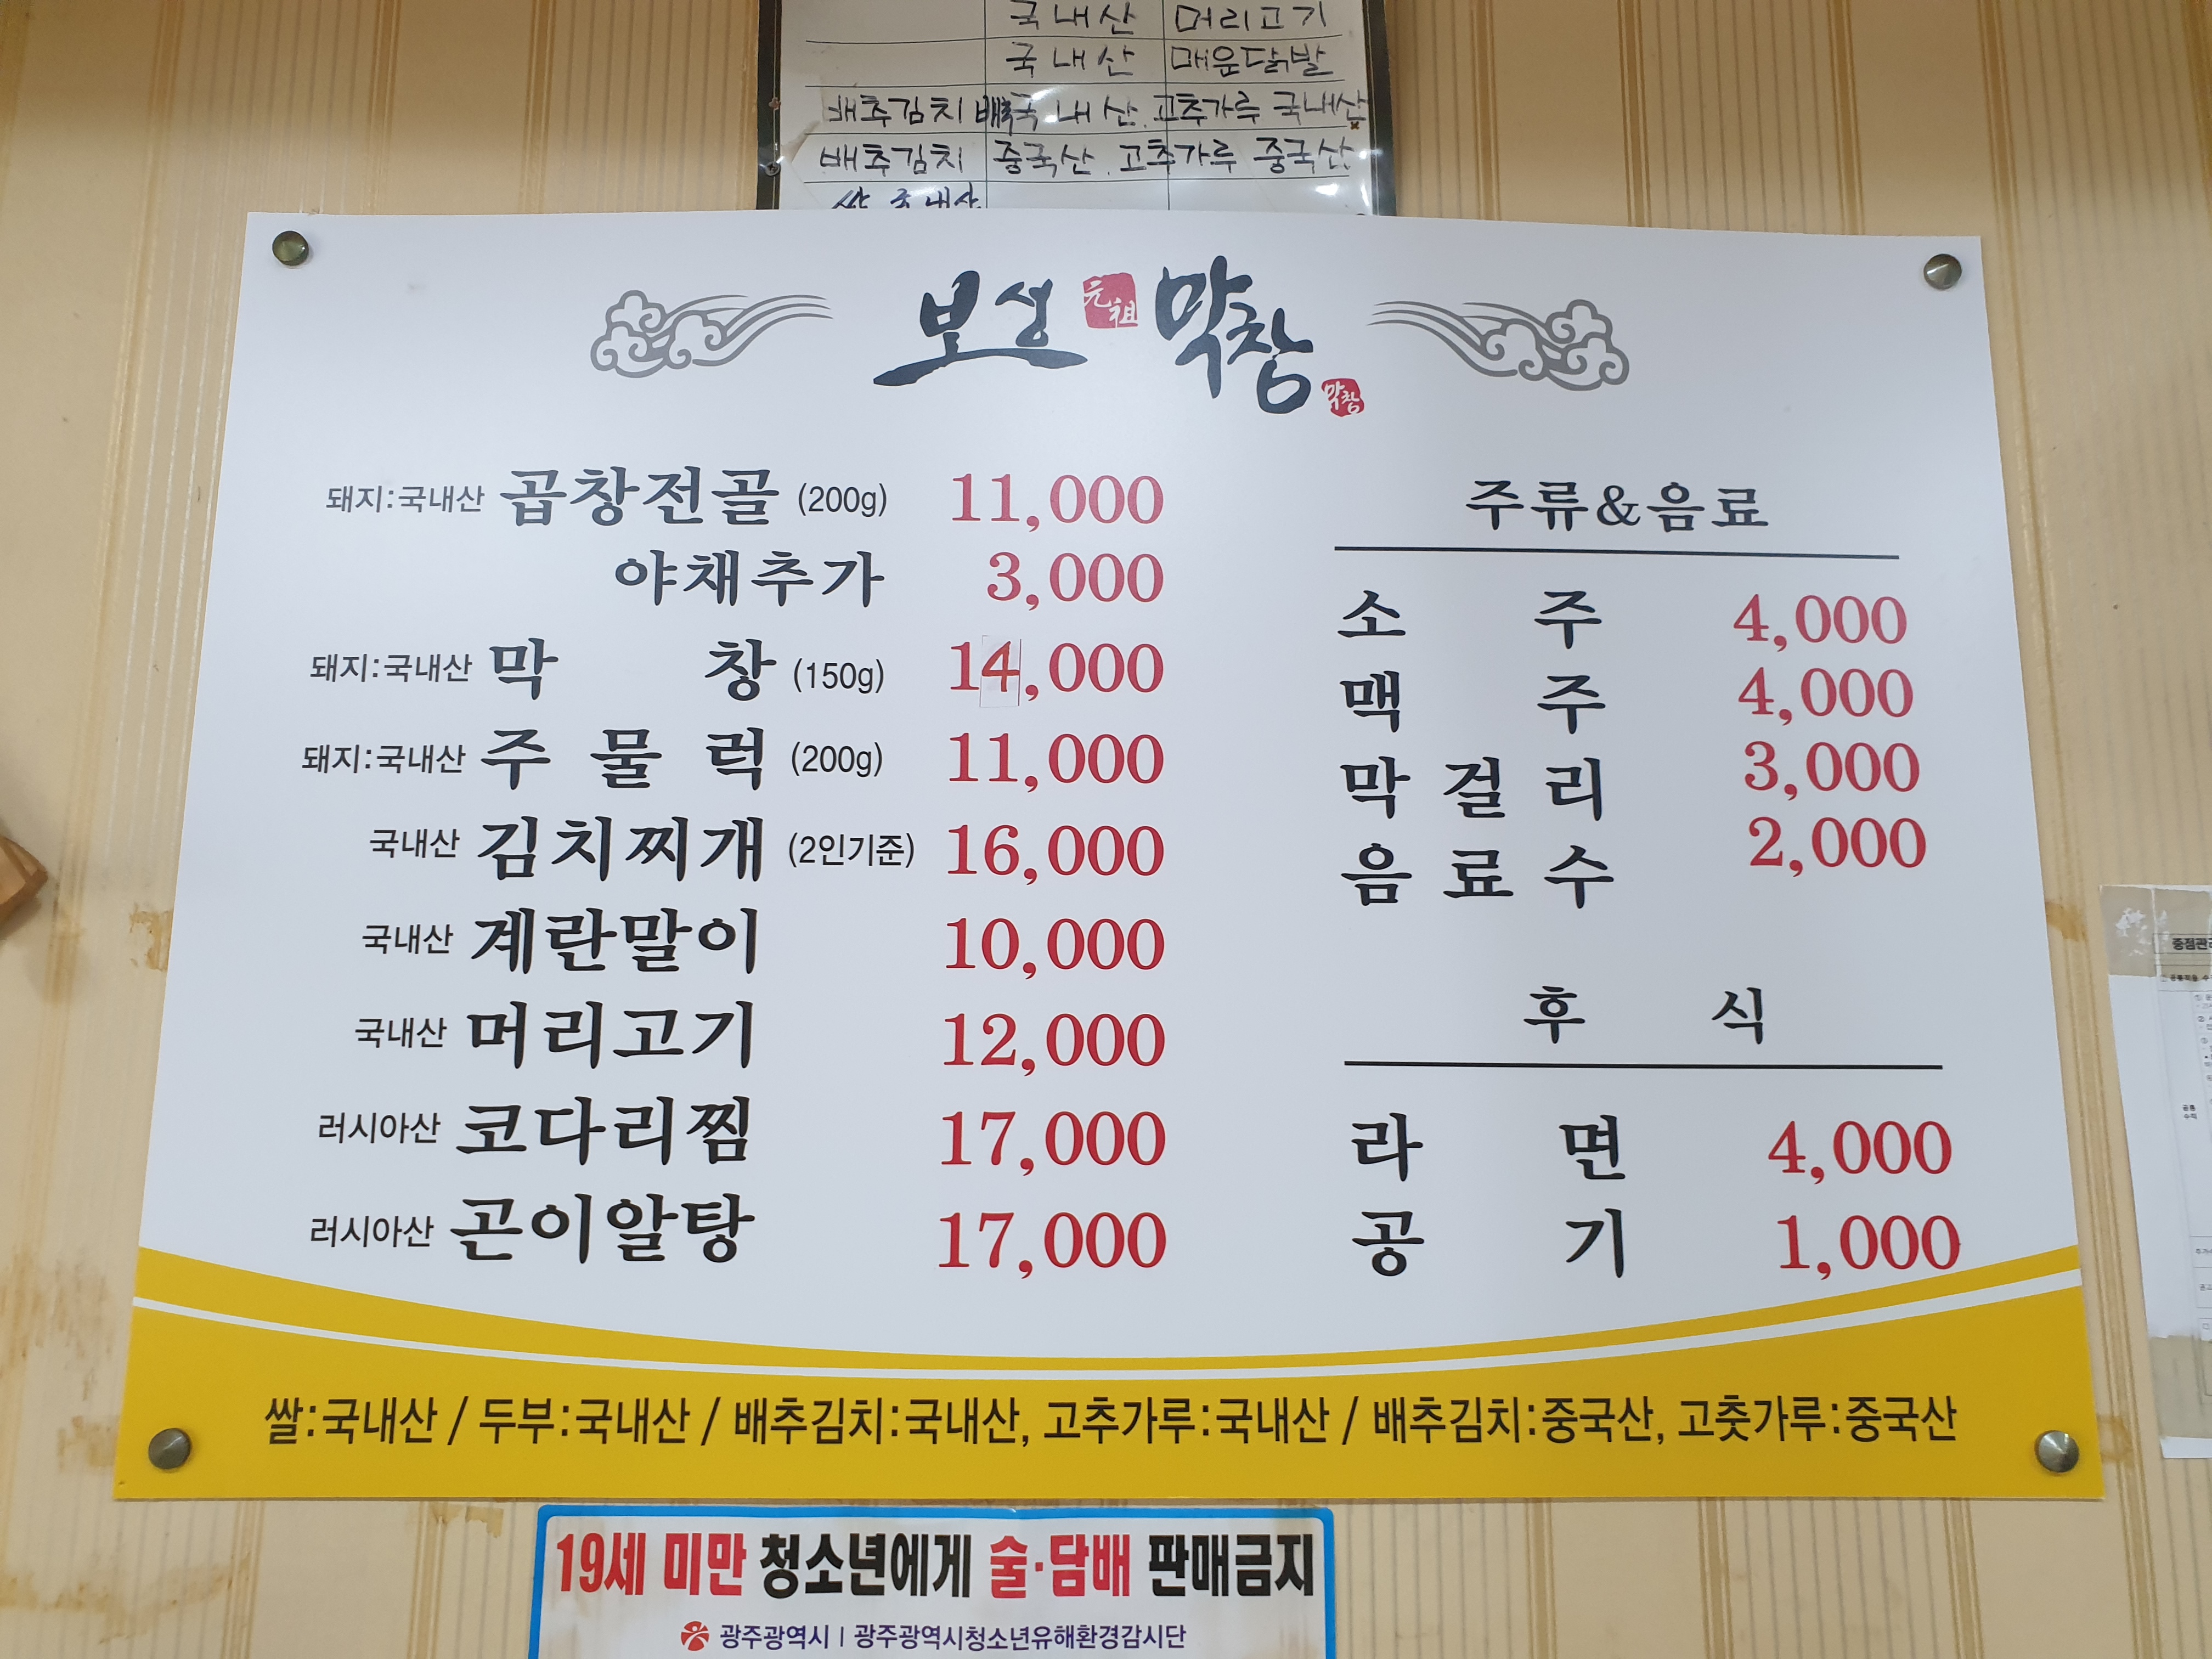 국내산 머리고기
국내산 매운닭발
배추김치 배추국내산. 고추가루 국내산
배추김치 중국산. 고추가루 중국산
쌀 국내산
보성 元祖 막창
막창
돼지:국내산 곱창전골 (200g) 11,000
야채추가 3,000
돼지:국내산 막창 (150g) 14,000
돼지:국내산 주물럭 (200g) 11,000
국내산 김치찌개 (2인기준) 16,000
국내산 계란말이 10,000
국내산 머리고기 12,000
러시아산 코다리찜 17,000
러시아산 곤이알탕 17,000
주류&음료
소주 4,000
맥주 4,000
막걸리 3,000
음료수 2,000
후식
라면 4,000
공기 1,000
쌀:국내산 / 두부:국내산 / 배추김치:국내산, 고추가루:국내산 / 배추김치:중국산, 고춧가루:중국산
19세 미만 청소년에게 술·담배 판매금지
광주광역시 | 광주광역시청소년유해환경감시단